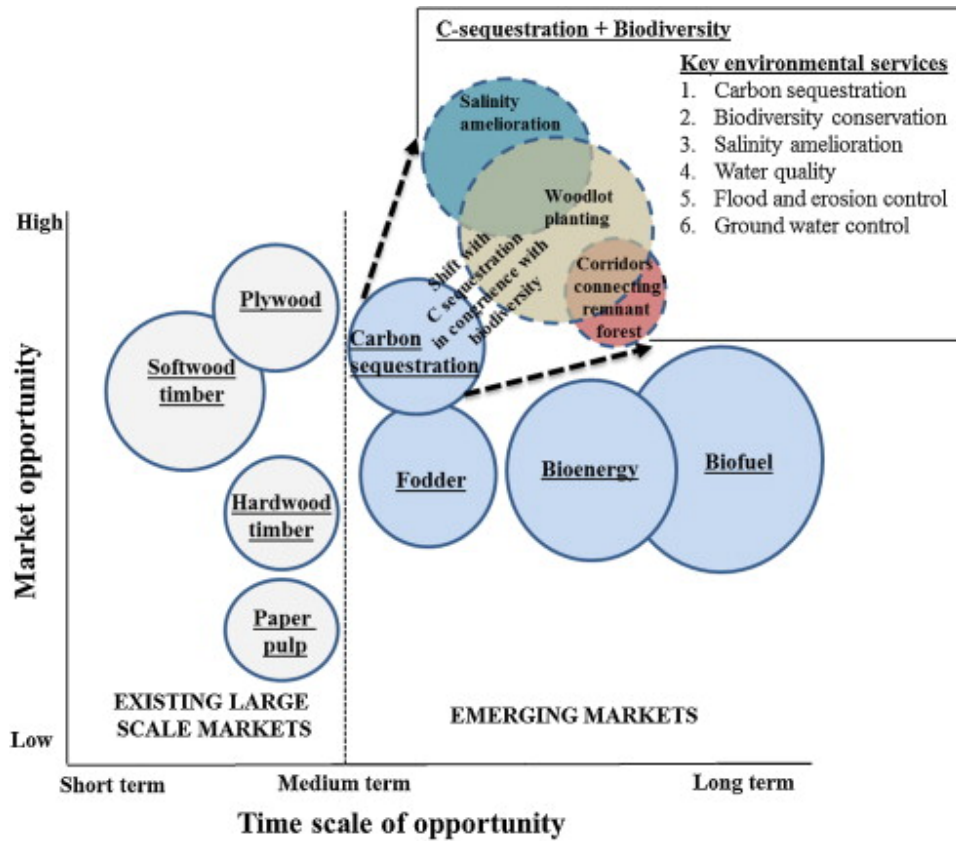 C-sequestration + Biodiversity
Key environmental services
1. Carbon sequestration
2. Biodiversity conservation
3. Salinity amelioration
4. Water quality
5. Flood and erosion control
6. Ground water control
Salinity
amelioration
Woodlot
planting
Corridors
connecting
remnant
forest
Shift with
C sequestration
in congruence with
biodiversity
High
Market opportunity
Low
Plywood
Softwood
timber
Hardwood
timber
Paper
pulp
Carbon
sequestration
Fodder
Bioenergy
Biofuel
EXISTING LARGE
SCALE MARKETS
EMERGING MARKETS
Short term
Medium term
Long term
Time scale of opportunity